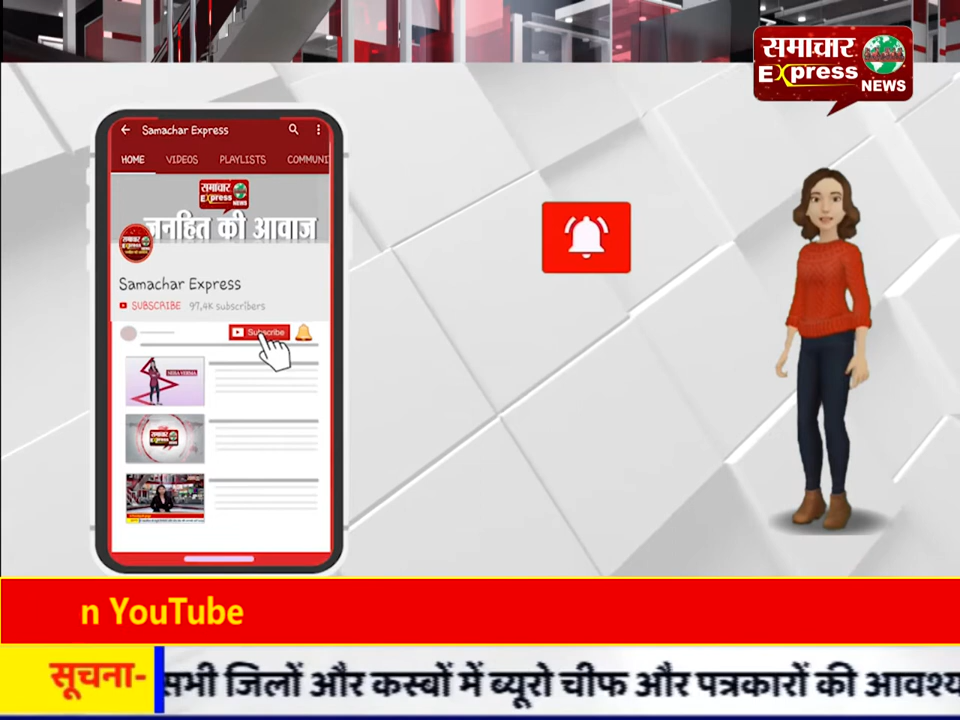 समाचार
Express
NEWS
Samachar Express
HOME VIDEOS PLAYLISTS COMMUNI
समाचार
Express
NEWS
जनहित की आवाज
Samachar Express
SUBSCRIBE 97,4K subscribers
Subscribe
n YouTube
सूचना- सभी जिलों और कस्बों में ब्यूरो चीफ और पत्रकारों की आवश्य